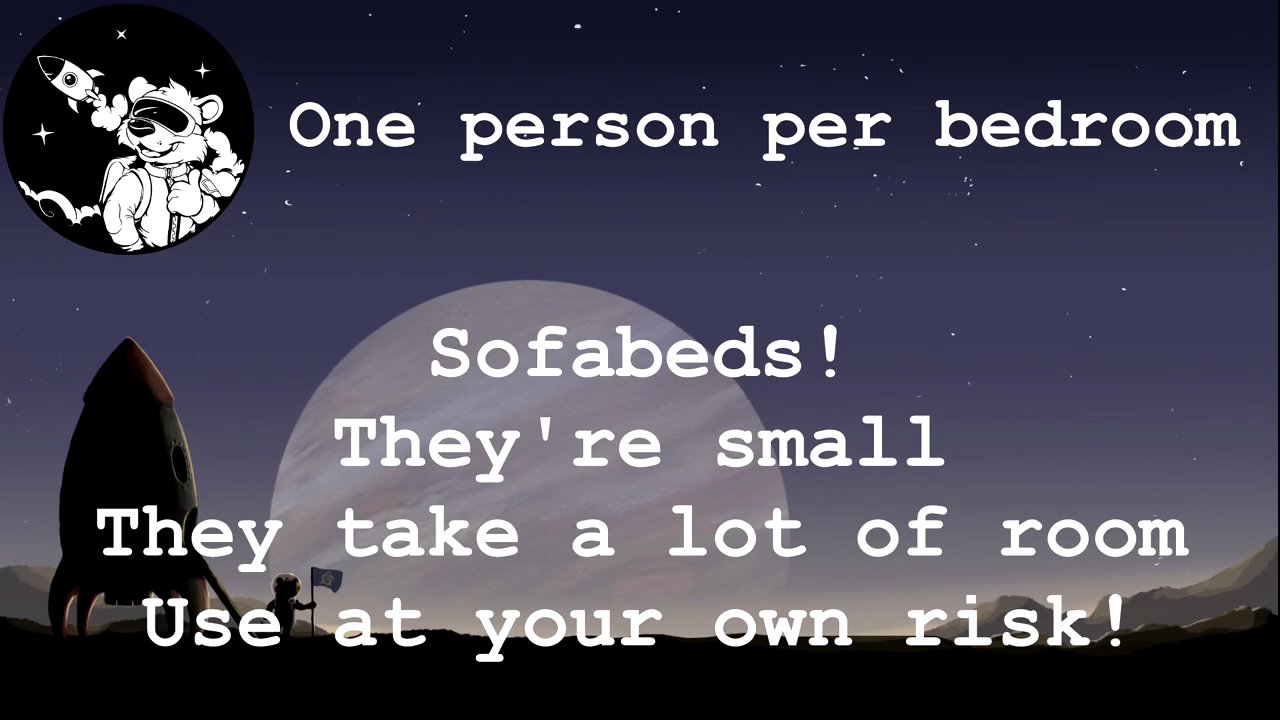 One person per bedroom
Sofabeds!
They're small
They take a lot of room
Use at your own risk!